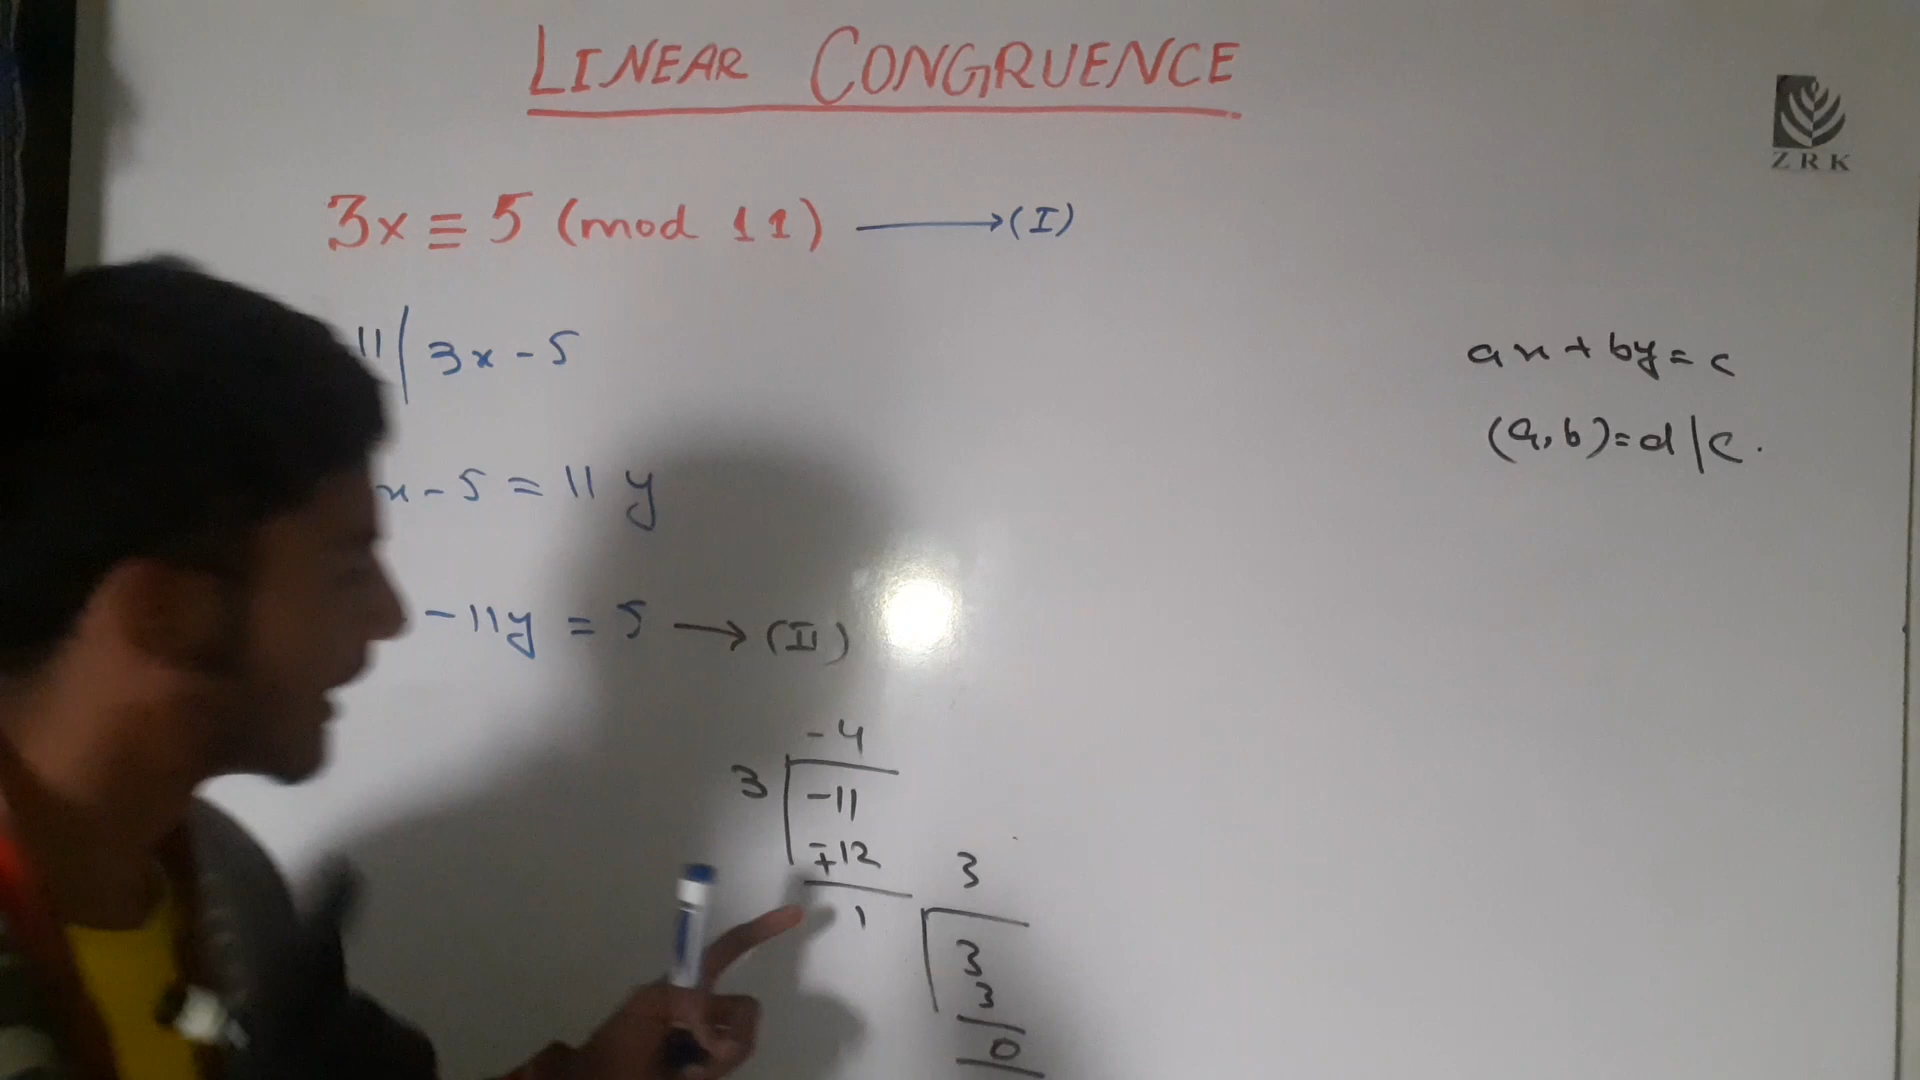 LINEAR CONGRUENCE
ZRK
3x ≡ 5 (mod 11) ⟶ (I)
11 | 3x - 5
x - 5 = 11 y
- 11y = 5 ⟶ (II)
ax + by = c
(a, b) = d | c.
-4
3
-11
∓12
1
3
3
3
0